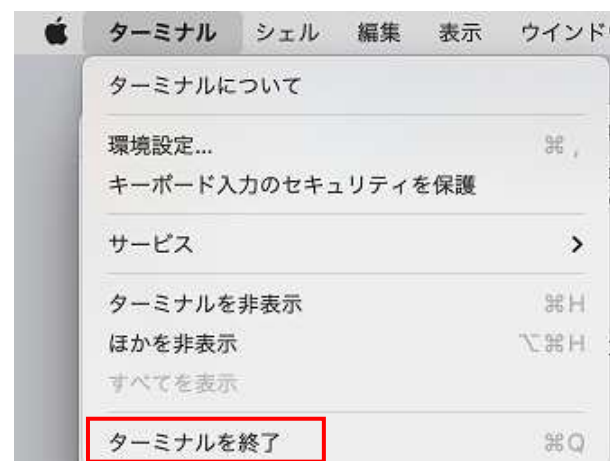 ターミナル シェル 編集 表示 ウインド
ターミナルについて
環境設定... ⌘ ,
キーボード入力のセキュリティを保護
サービス >
ターミナルを非表示 ⌘H
ほかを非表示 ⌥⌘H
すべてを表示
ターミナルを終了 ⌘Q